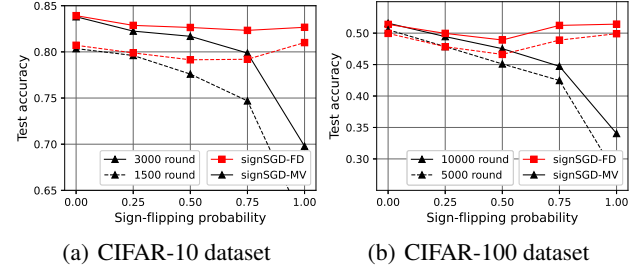 0.85
0.80
0.75
0.70
0.65
Test accuracy
3000 round
1500 round
signSGD-FD
signSGD-MV
0.00 0.25 0.50 0.75 1.00
Sign-flipping probability
(a) CIFAR-10 dataset
0.50
0.45
0.40
0.35
0.30
Test accuracy
10000 round
5000 round
signSGD-FD
signSGD-MV
0.00 0.25 0.50 0.75 1.00
Sign-flipping probability
(b) CIFAR-100 dataset